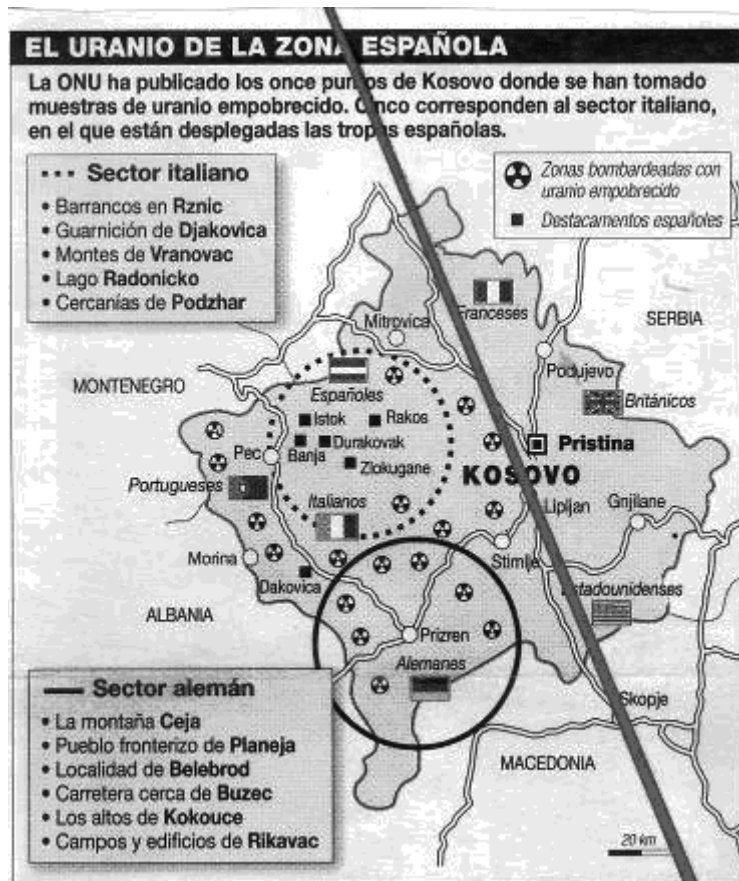 EL URANIO DE LA ZONA ESPAÑOLA
La ONU ha publicado los once puntos de Kosovo donde se han tomado
muestras de uranio empobrecido. Cinco corresponden al sector italiano,
en el que están desplegadas las tropas españolas.
Sector italiano
• Barrancos en Rznic
• Guarnición de Djakovica
• Montes de Vranovac
• Lago Radonicko
• Cercanías de Podzhar
Zonas bombardeadas con
uranio empobrecido
Destacamentos españoles
Franceses
Mitrovica
SERBIA
Podujevo
MONTENEGRO
Españoles
Británicos
Istok
Rakos
Pristina
Banja
Durakovak
Pec
Zlokugane
KOSOVO
Portugueses
Italianos
Lipljan
Gnjilane
Morina
Stimlje
Dakovica
Estadounidenses
ALBANIA
Prizren
Alemanes
Sector alemán
• La montaña Ceja
• Pueblo fronterizo de Planeja
• Localidad de Belebrod
• Carretera cerca de Buzec
• Los altos de Kokouce
• Campos y edificios de Rikavac
Skopje
MACEDONIA
20 km